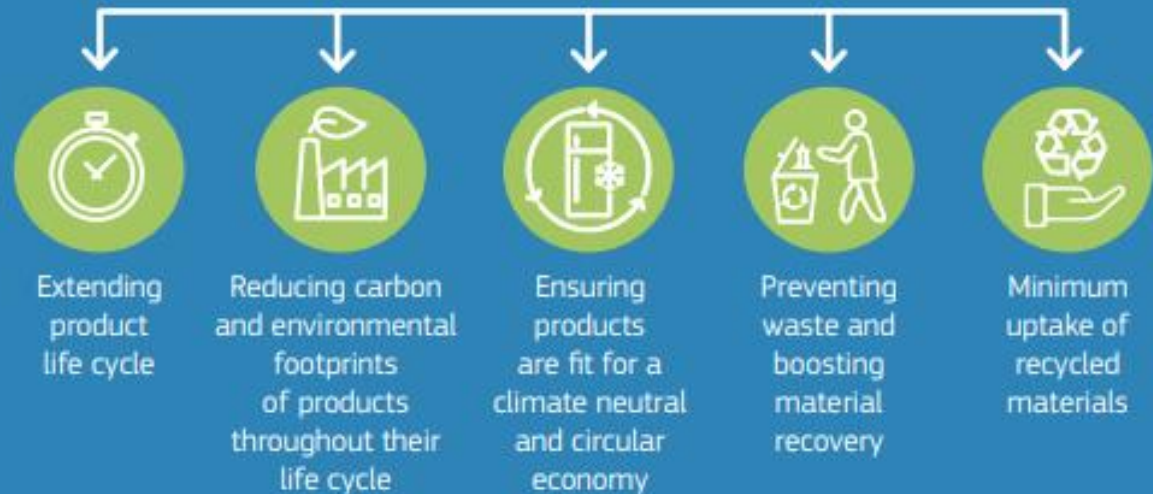 Extending
product
life cycle
Reducing carbon
and environmental
footprints
of products
throughout their
life cycle
Ensuring
products
are fit for a
climate neutral
and circular
economy
Preventing
waste and
boosting
material
recovery
Minimum
uptake of
recycled
materials